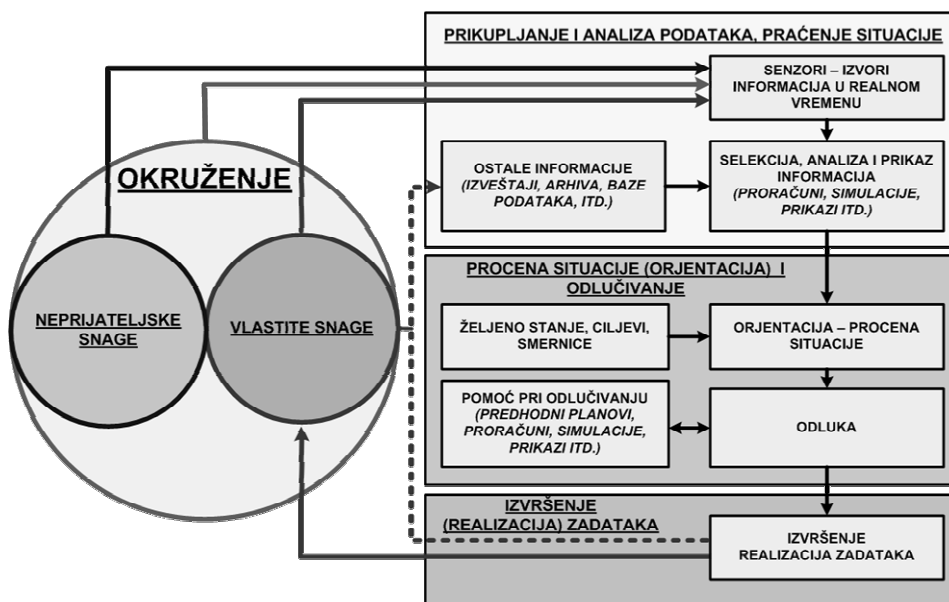 PRIKUPLJANJE I ANALIZA PODATAKA, PRAĆENJE SITUACIJE
SENZORI – IZVORI
INFORMACIJA U REALNOM
VREMENU
OKRUŽENJE
OSTALE INFORMACIJE
(IZVEŠTAJI, ARHIVA, BAZE
PODATAKA, ITD.)
SELEKCIJA, ANALIZA I PRIKAZ
INFORMACIJA
(PRORAČUNI, SIMULACIJE,
PRIKAZI ITD.)
NEPRIJATELJSKE
SNAGE
VLASTITE SNAGE
PROCENA SITUACIJE (ORJENTACIJA) I
ODLUČIVANJE
ŽELJENO STANJE, CILJEVI,
SMERNICE
ORJENTACIJA – PROCENA
SITUACIJE
POMOĆ PRI ODLUČIVANJU
(PREDHODNI PLANOVI,
PRORAČUNI, SIMULACIJE,
PRIKAZI ITD.)
ODLUKA
IZVRŠENJE
(REALIZACIJA) ZADATAKA
IZVRŠENJE
REALIZACIJA ZADATAKA